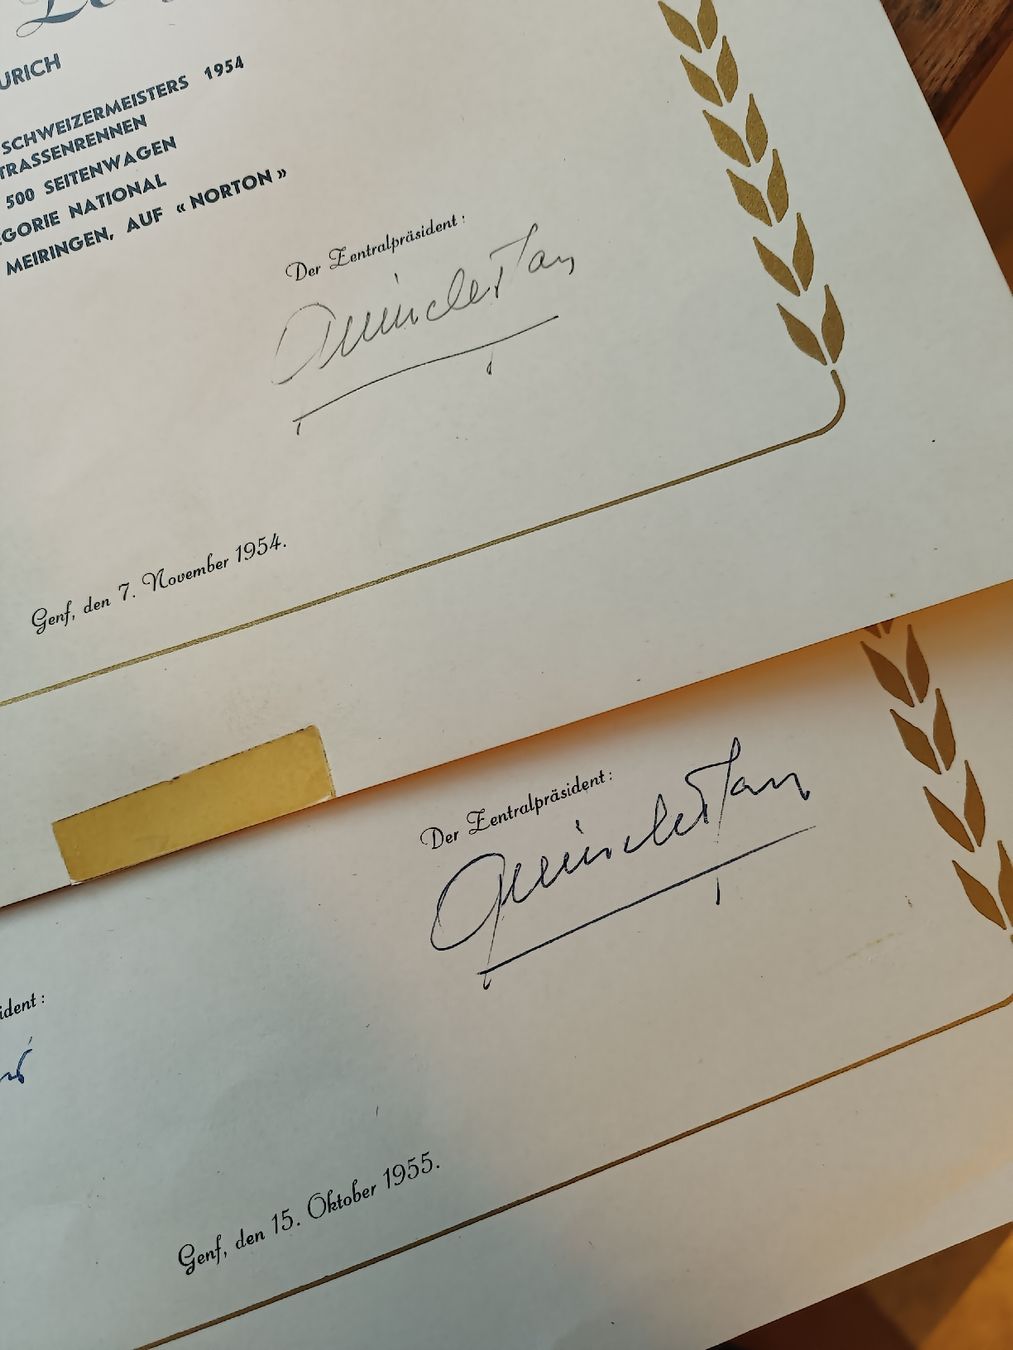 URICH
SCHWEIZERMEISTERS 1954
TRASSENRENNEN
500 SEITENWAGEN
EGORIE NATIONAL
MEIRINGEN, AUF «NORTON»
Der Zentralpräsident:
Genf, den 7. November 1954.
Der Zentralpräsident:
ident:
Genf, den 15. Oktober 1955.